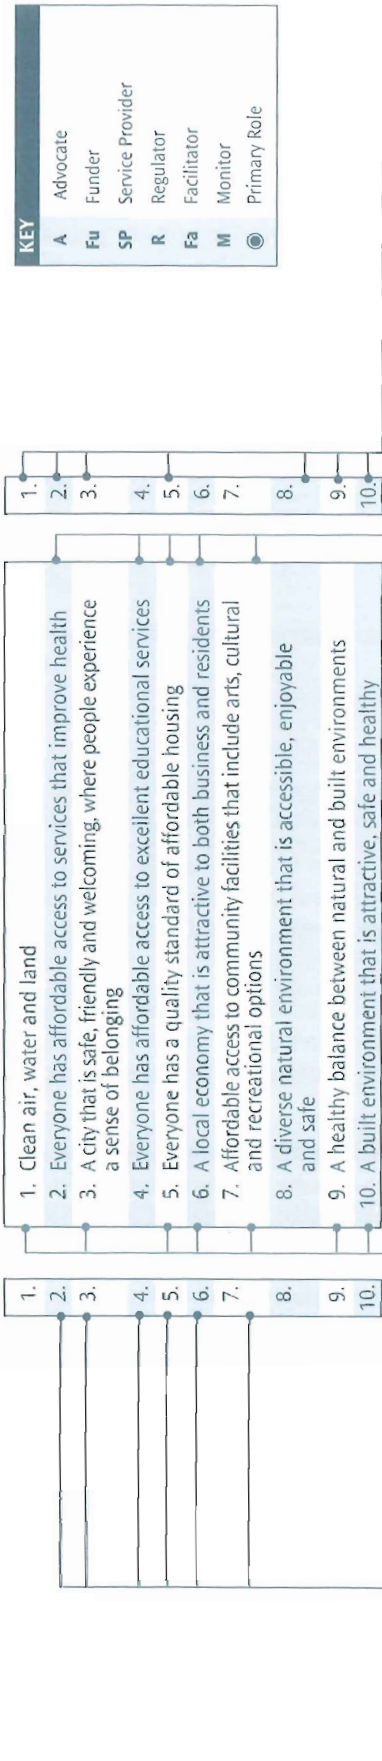 1.
2.
3.
4.
5.
6.
7.
8.
9.
10.
1. Clean air, water and land
2. Everyone has affordable access to services that improve health
3. A city that is safe, friendly and welcoming, where people experience
a sense of belonging
4. Everyone has affordable access to excellent educational services
5. Everyone has a quality standard of affordable housing
6. A local economy that is attractive to both business and residents
7. Affordable access to community facilities that include arts, cultural
and recreational options
8. A diverse natural environment that is accessible, enjoyable
and safe
9. A healthy balance between natural and built environments
10. A built environment that is attractive, safe and healthy
1.
2.
3.
4.
5.
6.
7.
8.
9.
10.
KEY
A Advocate
Fu Funder
SP Service Provider
R Regulator
Fa Facilitator
M Monitor
Primary Role